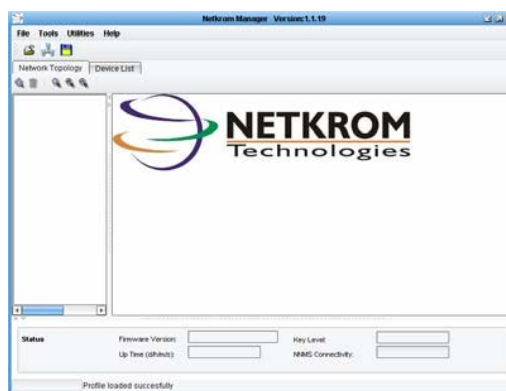 Netkrom Manager Version:1.1.19
File Tools Utilities Help
Network Topology Device List
NETKROM
Technologies
Status
Firmware Version:
Key Level:
Up Time (d/h/m/s):
NNMS Connectivity:
Profile loaded succesfully